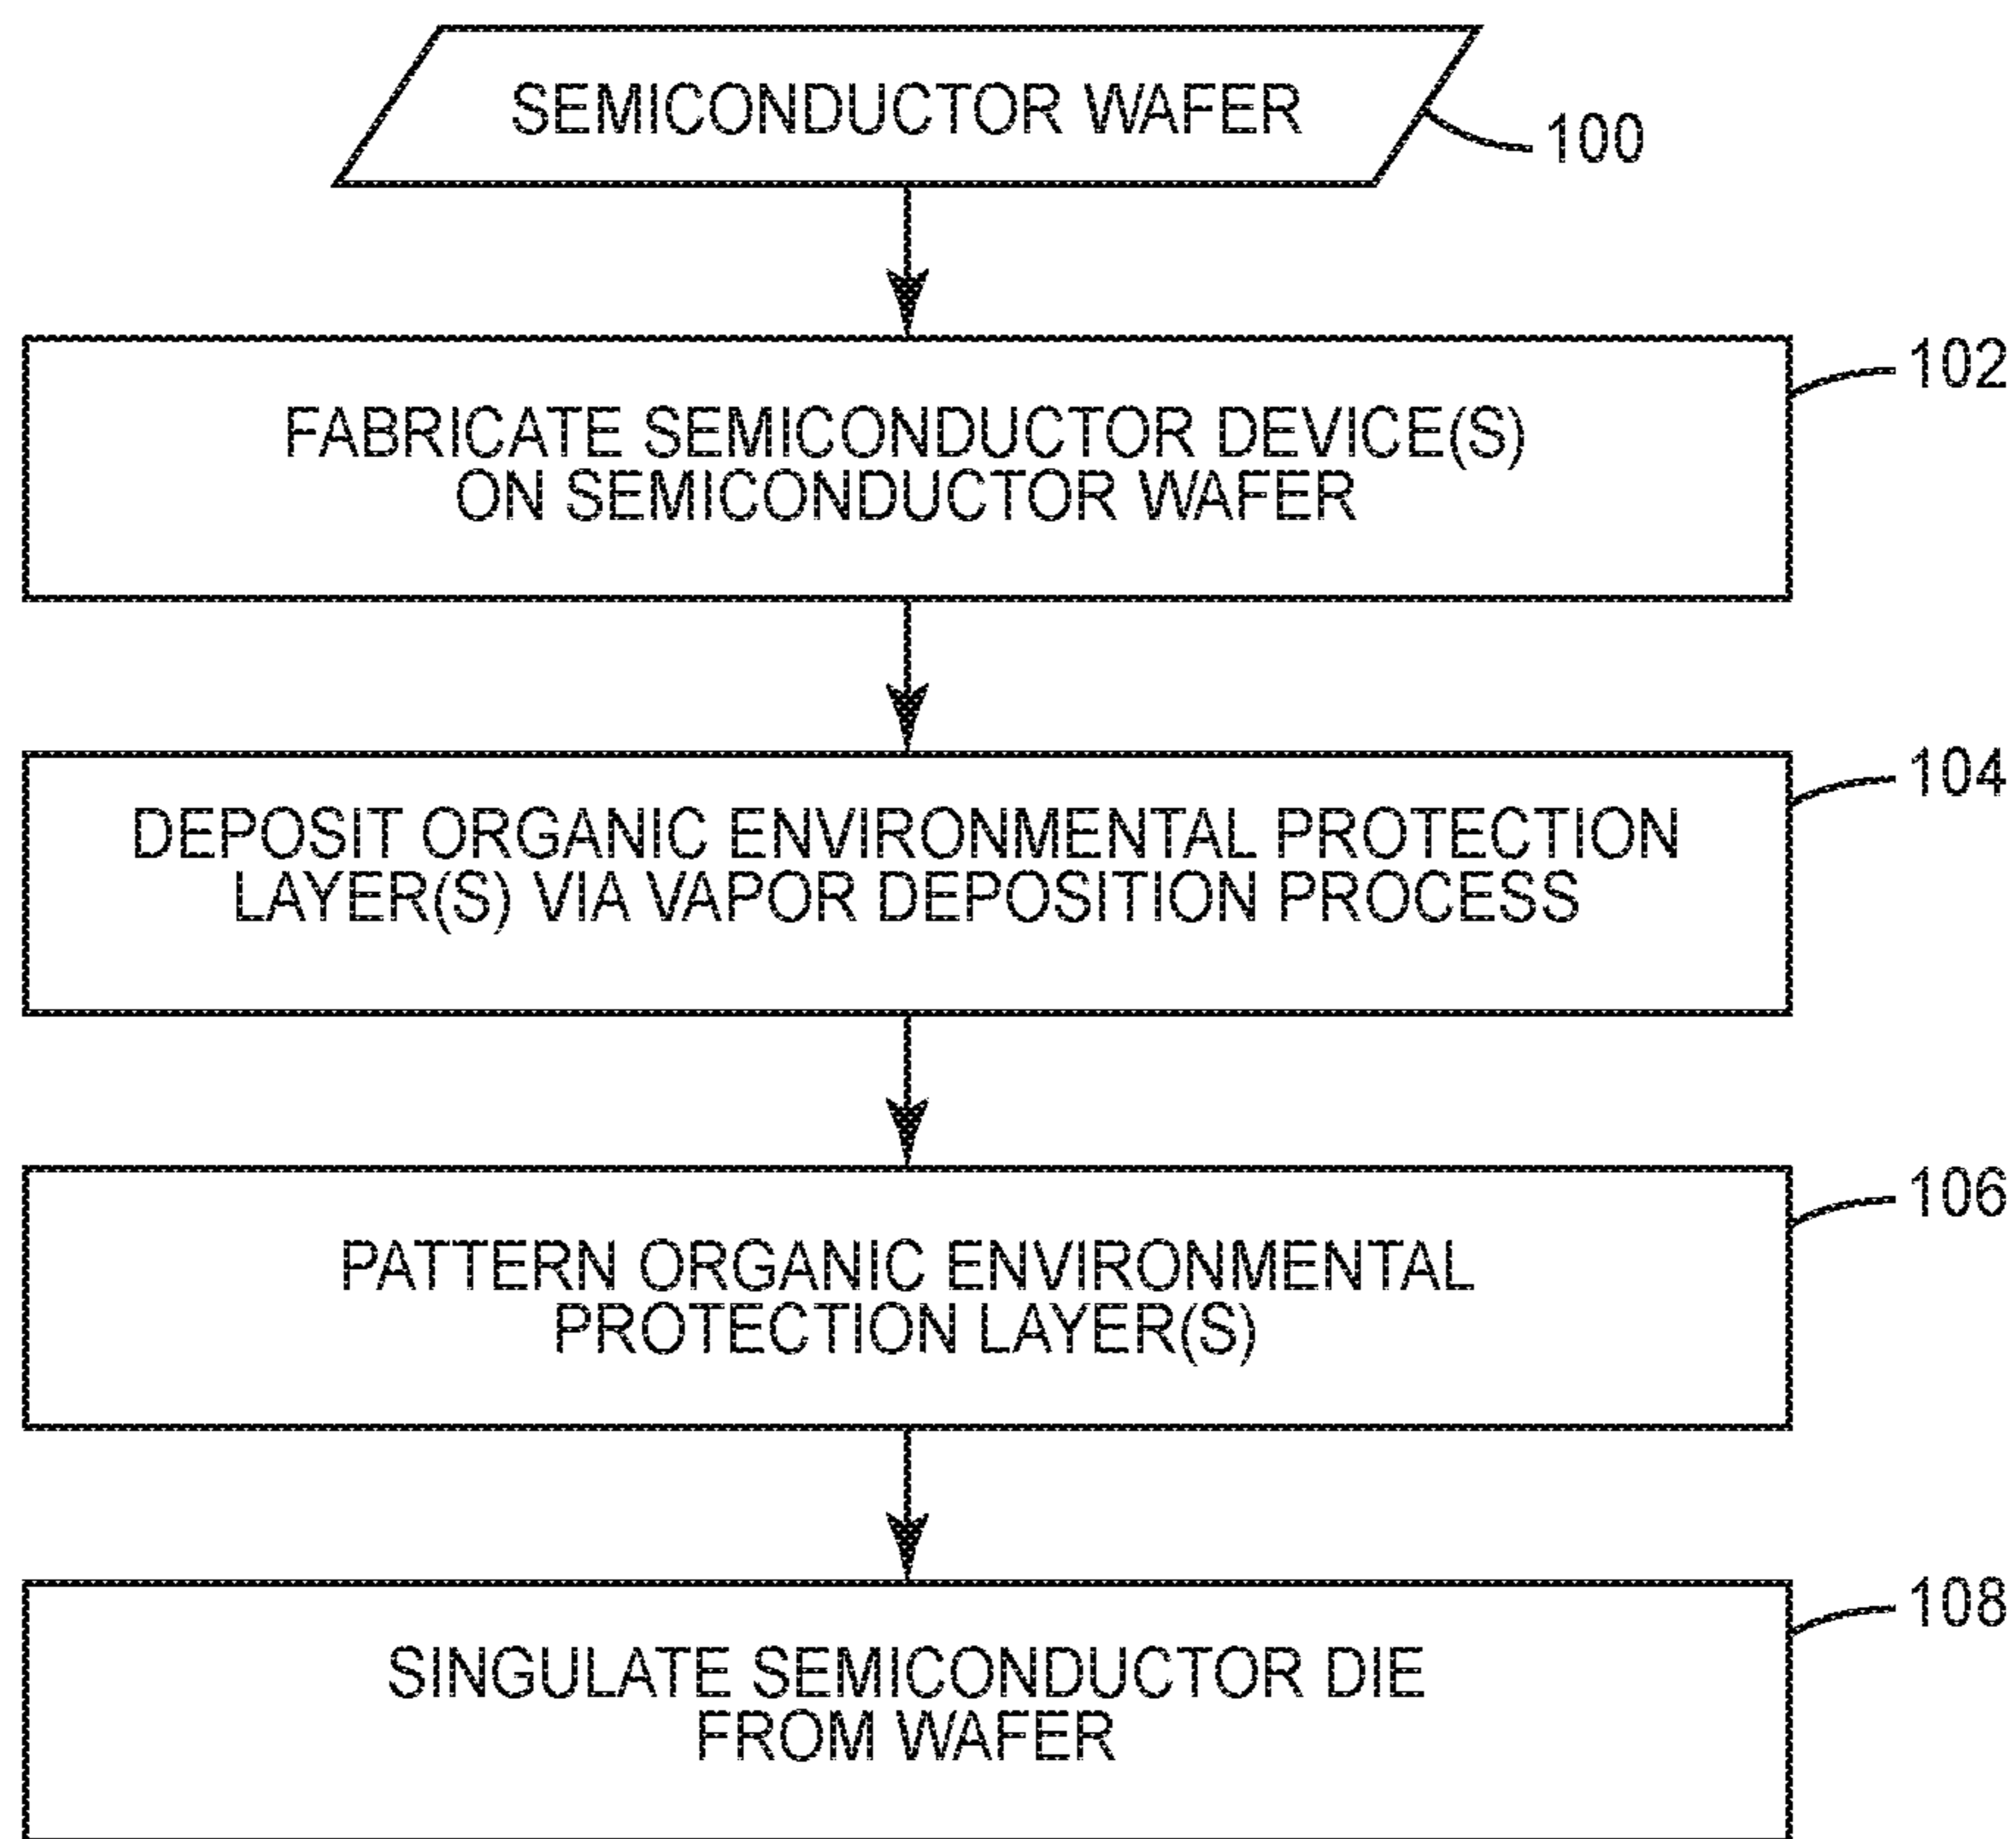 SEMICONDUCTOR WAFER
100
102
FABRICATE SEMICONDUCTOR DEVICE(S)
ON SEMICONDUCTOR WAFER
104
DEPOSIT ORGANIC ENVIRONMENTAL PROTECTION
LAYER(S) VIA VAPOR DEPOSITION PROCESS
106
PATTERN ORGANIC ENVIRONMENTAL
PROTECTION LAYER(S)
108
SINGULATE SEMICONDUCTOR DIE
FROM WAFER